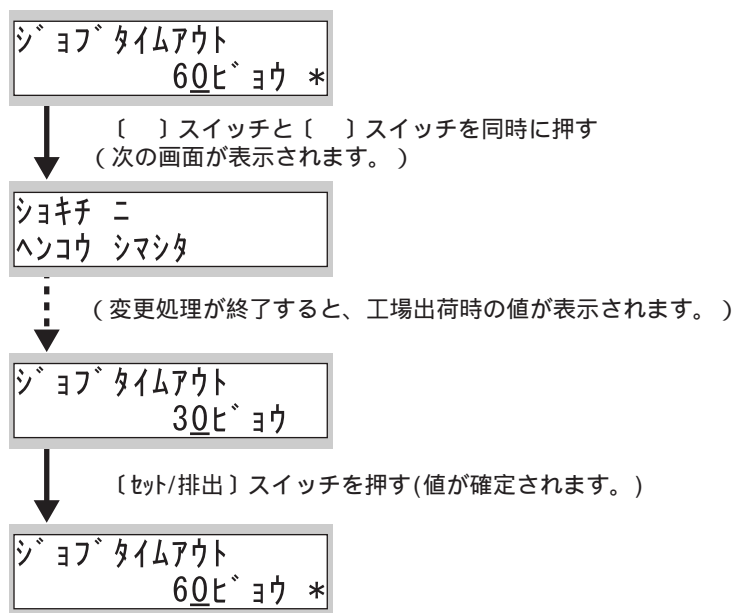 ｼﾞｮﾌﾞﾀｲﾑｱｳﾄ
60ﾋﾞｮｳ *
〔　〕スイッチと〔　〕スイッチを同時に押す
(次の画面が表示されます。)
ｼｮｷﾁ ﾆ
ﾍﾝｺｳ ｼﾏｼﾀ
(変更処理が終了すると、工場出荷時の値が表示されます。)
ｼﾞｮﾌﾞﾀｲﾑｱｳﾄ
30ﾋﾞｮｳ
〔ｾｯﾄ/排出〕スイッチを押す(値が確定されます。)
ｼﾞｮﾌﾞﾀｲﾑｱｳﾄ
60ﾋﾞｮｳ *